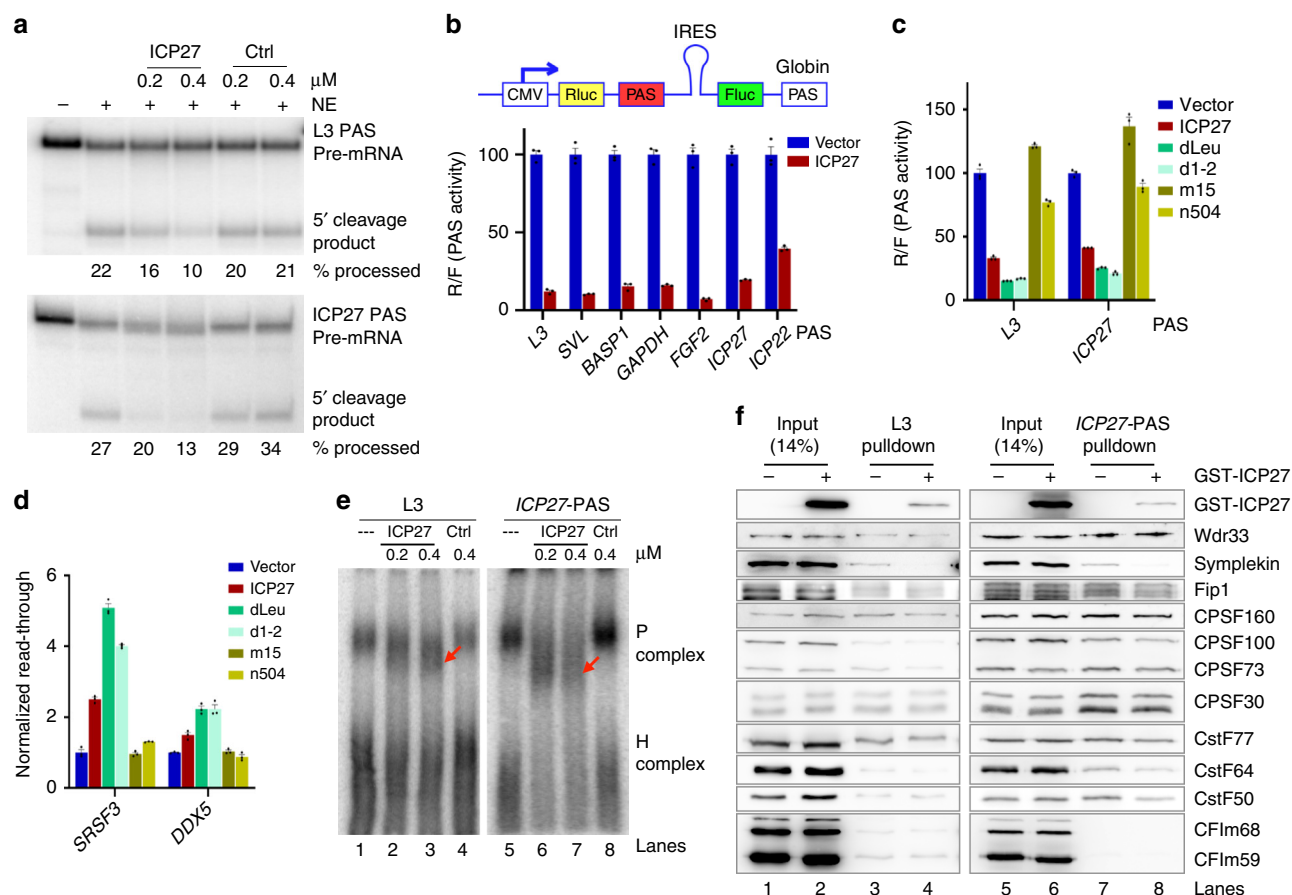 a
ICP27
Ctrl
0.2 0.4 0.2 0.4 μM
– + + + + + NE
L3 PAS
Pre-mRNA
5′ cleavage
product
22 16 10 20 21 % processed
ICP27 PAS
Pre-mRNA
5′ cleavage
product
27 20 13 29 34 % processed
b
IRES
Globin
CMV Rluc PAS Fluc PAS
R/F (PAS activity)
100
50
0
Vector
ICP27
L3 SVL BASP1 GAPDH FGF2 ICP27 ICP22 PAS
c
R/F (PAS activity)
150
100
50
0
Vector
ICP27
dLeu
d1-2
m15
n504
L3 ICP27 PAS
d
Normalized read-through
6
4
2
0
Vector
ICP27
dLeu
d1-2
m15
n504
SRSF3 DDX5
e
L3 ICP27-PAS
--- ICP27 Ctrl --- ICP27 Ctrl
0.2 0.4 0.4 0.2 0.4 0.4 μM
P
complex
H
complex
1 2 3 4 5 6 7 8 Lanes
f
Input
(14%)
L3
pulldown
Input
(14%)
ICP27-PAS
pulldown
– + – + – + – + GST-ICP27
GST-ICP27
Wdr33
Symplekin
Fip1
CPSF160
CPSF100
CPSF73
CPSF30
CstF77
CstF64
CstF50
CFIm68
CFIm59
1 2 3 4 5 6 7 8 Lanes